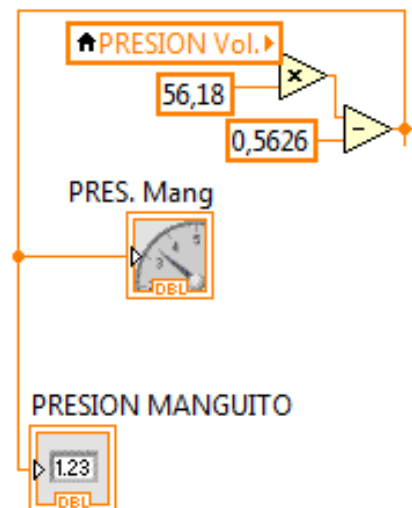 PRESION Vol.
56,18
×
0,5626
-
PRES. Mang
3 4 5
DBL
PRESION MANGUITO
1.23
DBL